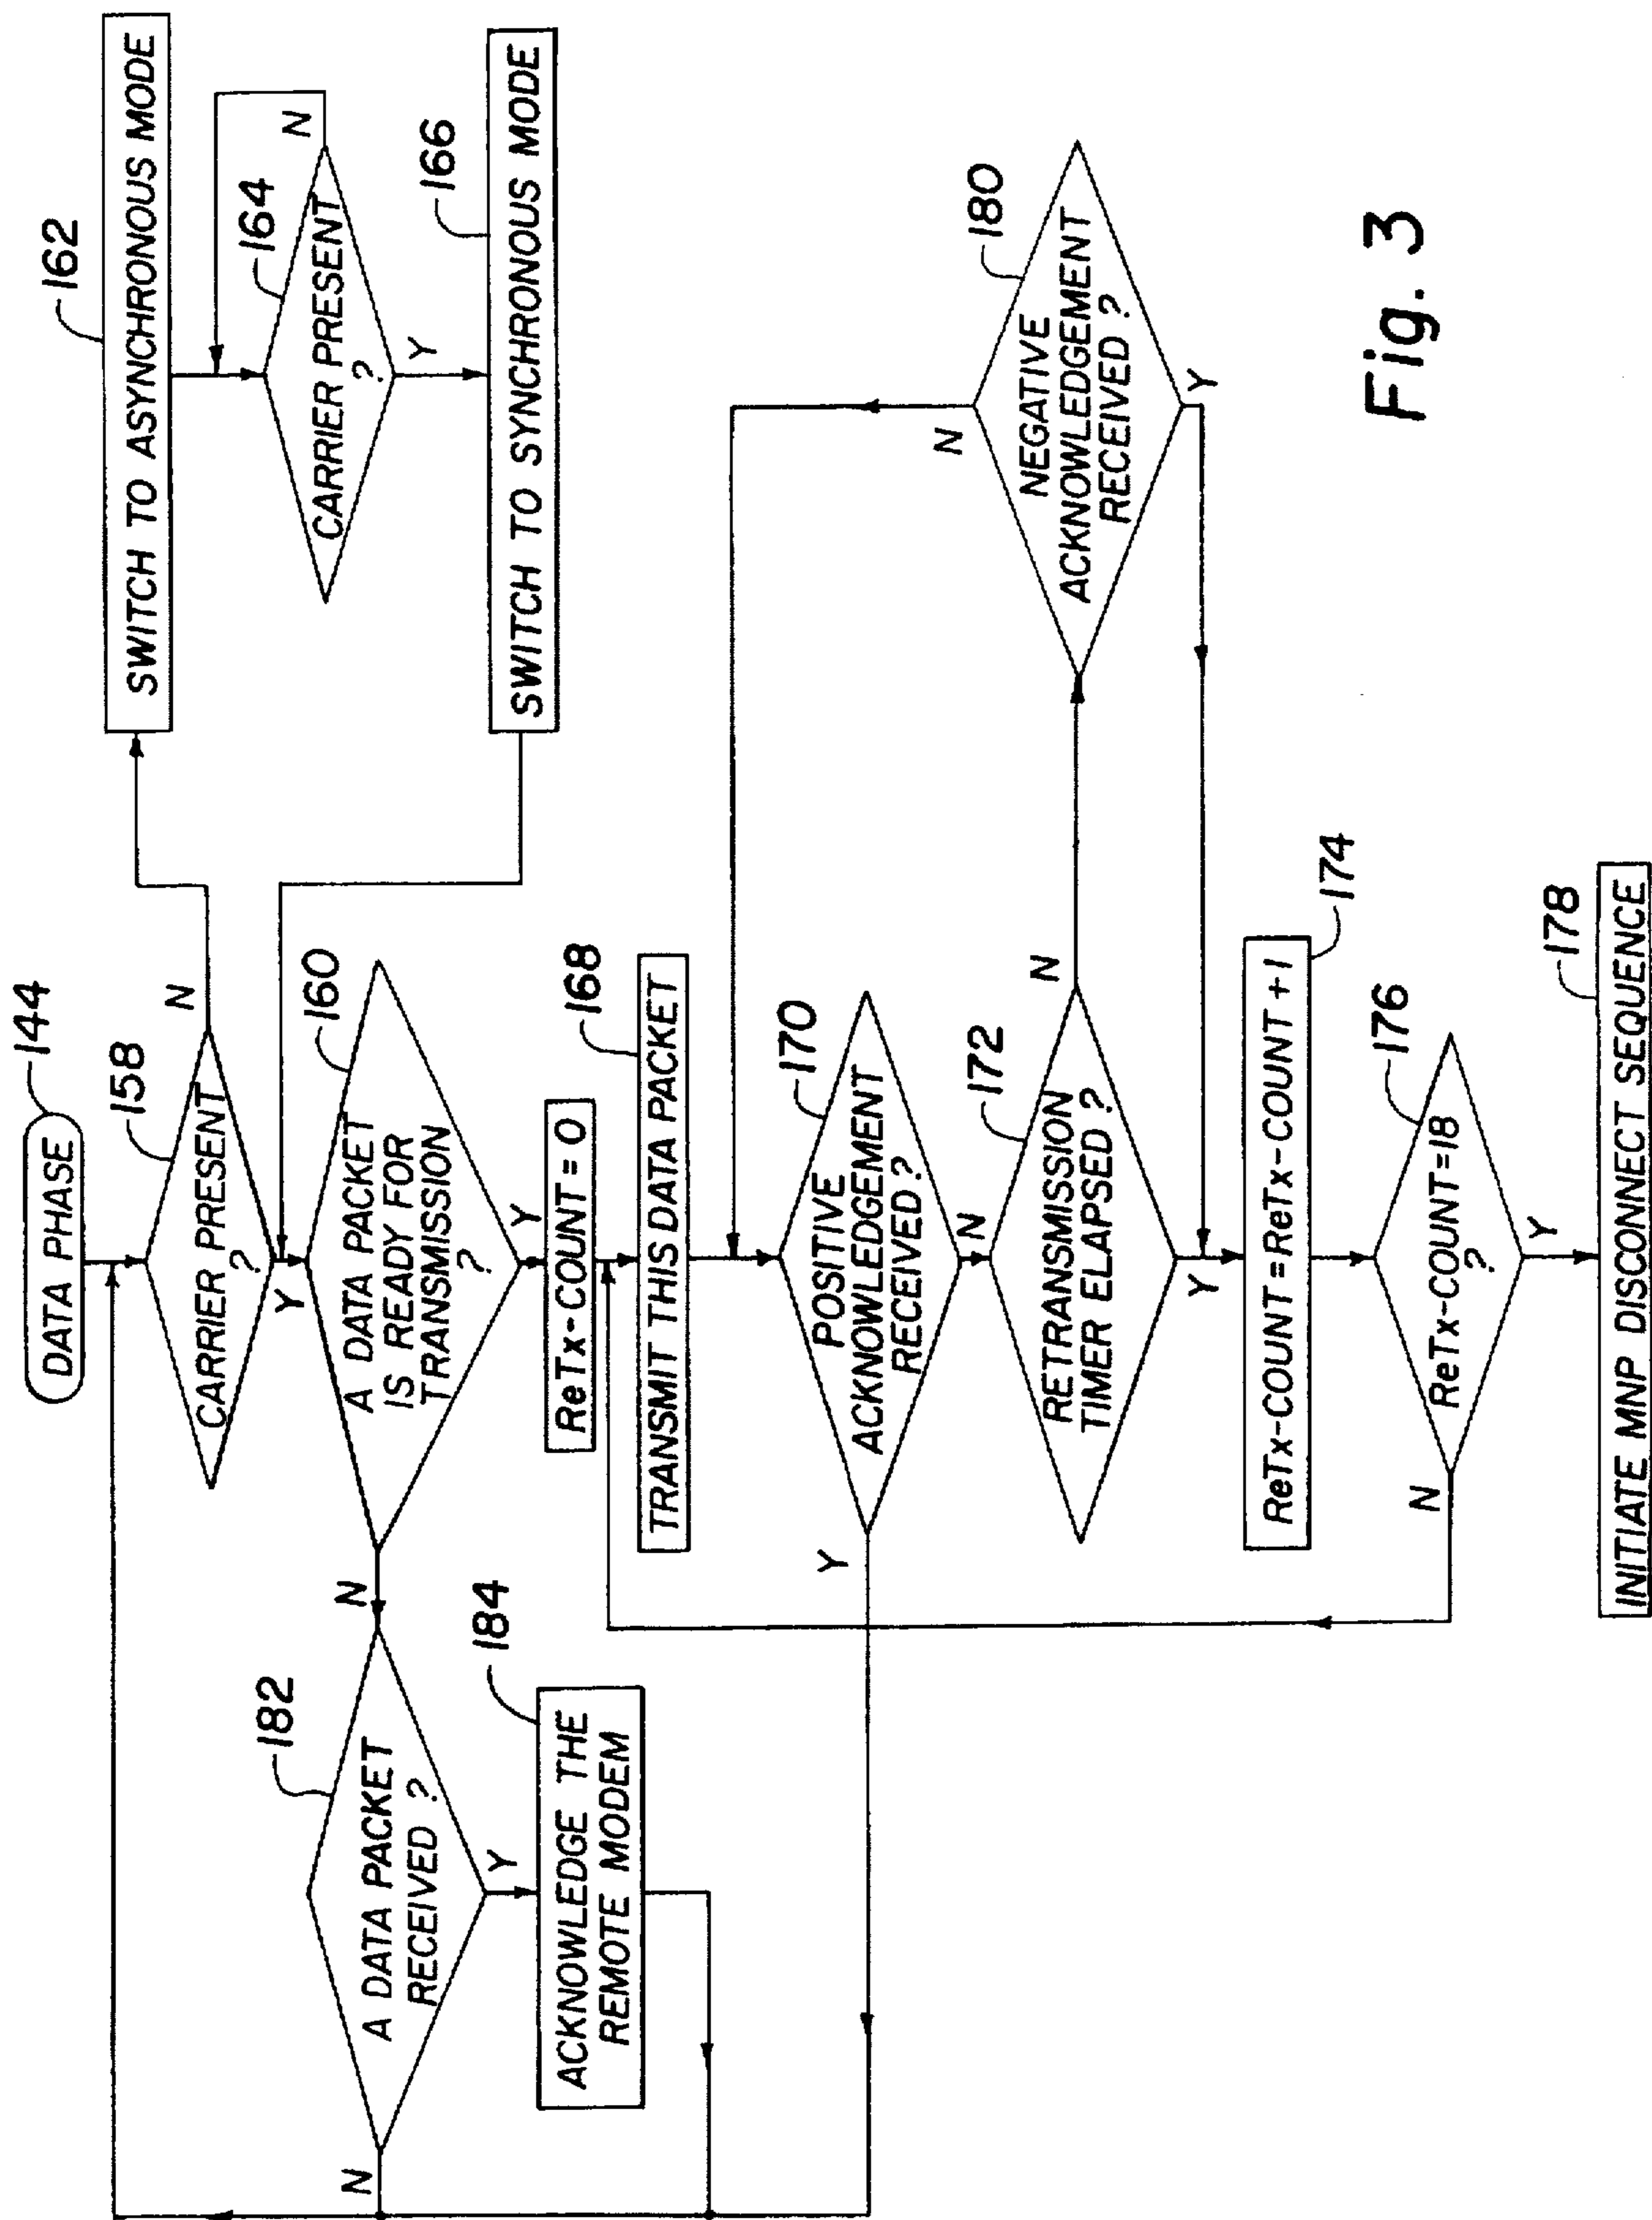 DATA PHASE
144
CARRIER PRESENT
?
158
N
Y
SWITCH TO ASYNCHRONOUS MODE
162
CARRIER PRESENT
?
164
N
Y
SWITCH TO SYNCHRONOUS MODE
166
A DATA PACKET
IS READY FOR
TRANSMISSION
?
160
N
Y
A DATA PACKET
RECEIVED ?
182
N
Y
ACKNOWLEDGE THE
REMOTE MODEM
184
ReTx-COUNT = 0
TRANSMIT THIS DATA PACKET
168
POSITIVE
ACKNOWLEDGEMENT
RECEIVED ?
170
Y
N
RETRANSMISSION
TIMER ELAPSED ?
172
N
Y
NEGATIVE
ACKNOWLEDGEMENT
RECEIVED ?
180
N
Y
ReTx-COUNT = ReTx-COUNT + 1
174
ReTx-COUNT = 18
?
176
N
Y
INITIATE MNP DISCONNECT SEQUENCE
178
Fig. 3